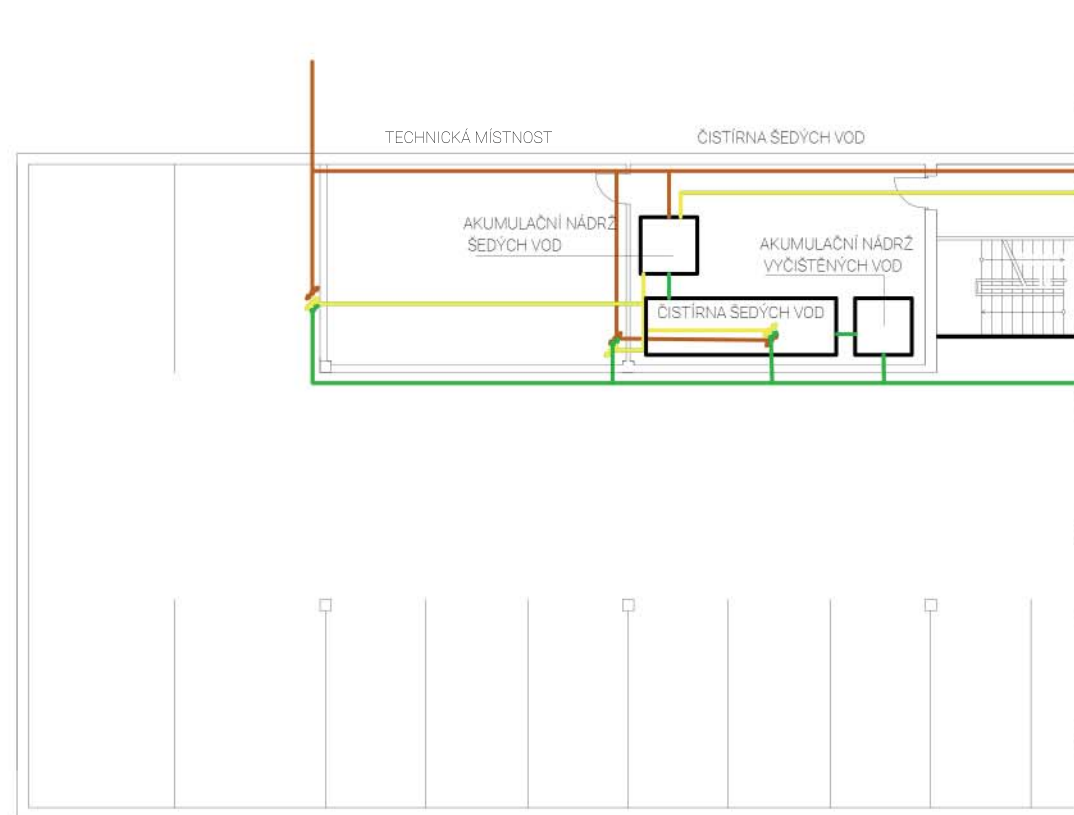 TECHNICKÁ MÍSTNOST
ČISTÍRNA ŠEDÝCH VOD
AKUMULAČNÍ NÁDRŽ
ŠEDÝCH VOD
AKUMULAČNÍ NÁDRŽ
VYČIŠTĚNÝCH VOD
ČISTÍRNA ŠEDÝCH VOD